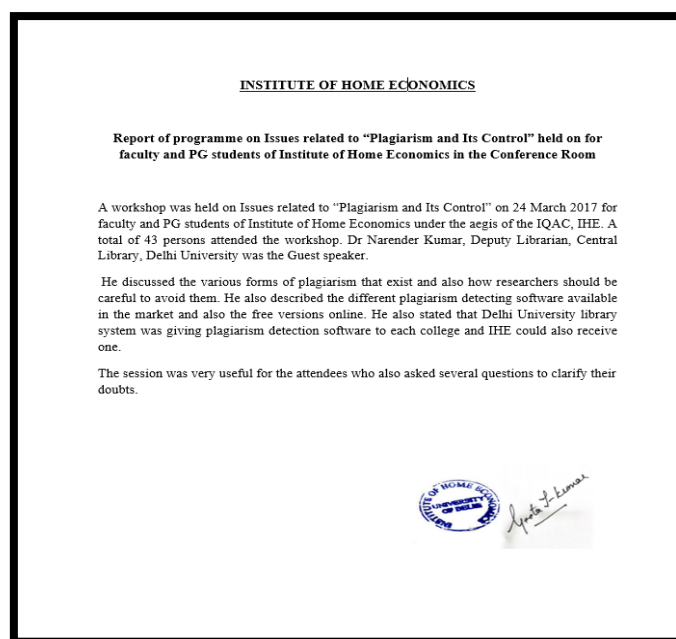 INSTITUTE OF HOME ECONOMICS
Report of programme on Issues related to “Plagiarism and Its Control” held on for
faculty and PG students of Institute of Home Economics in the Conference Room
A workshop was held on Issues related to “Plagiarism and Its Control” on 24 March 2017 for
faculty and PG students of Institute of Home Economics under the aegis of the IQAC, IHE. A
total of 43 persons attended the workshop. Dr Narender Kumar, Deputy Librarian, Central
Library, Delhi University was the Guest speaker.
He discussed the various forms of plagiarism that exist and also how researchers should be
careful to avoid them. He also described the different plagiarism detecting software available
in the market and also the free versions online. He also stated that Delhi University library
system was giving plagiarism detection software to each college and IHE could also receive
one.
The session was very useful for the attendees who also asked several questions to clarify their
doubts.
INSTITUTE OF HOME ECONOMICS
UNIVERSITY
OF DELHI